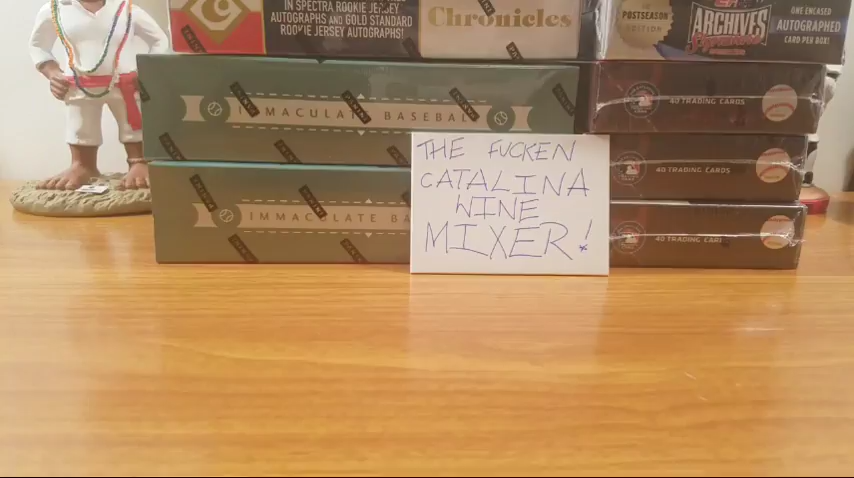 IN SPECTRA ROOKIE JERSEY
AUTOGRAPHS AND GOLD STANDARD
ROOKIE JERSEY AUTOGRAPHS!
Chronicles
POSTSEASON
EDITION
ARCHIVES
ONE ENCASED
AUTOGRAPHED
CARD PER BOX!
IMMACULATE BASEBALL
40 TRADING CARDS
40 TRADING CARDS
IMMACULATE BA
40 TRADING CARD
THE FUCKEN
CATALINA
WINE
MIXER!